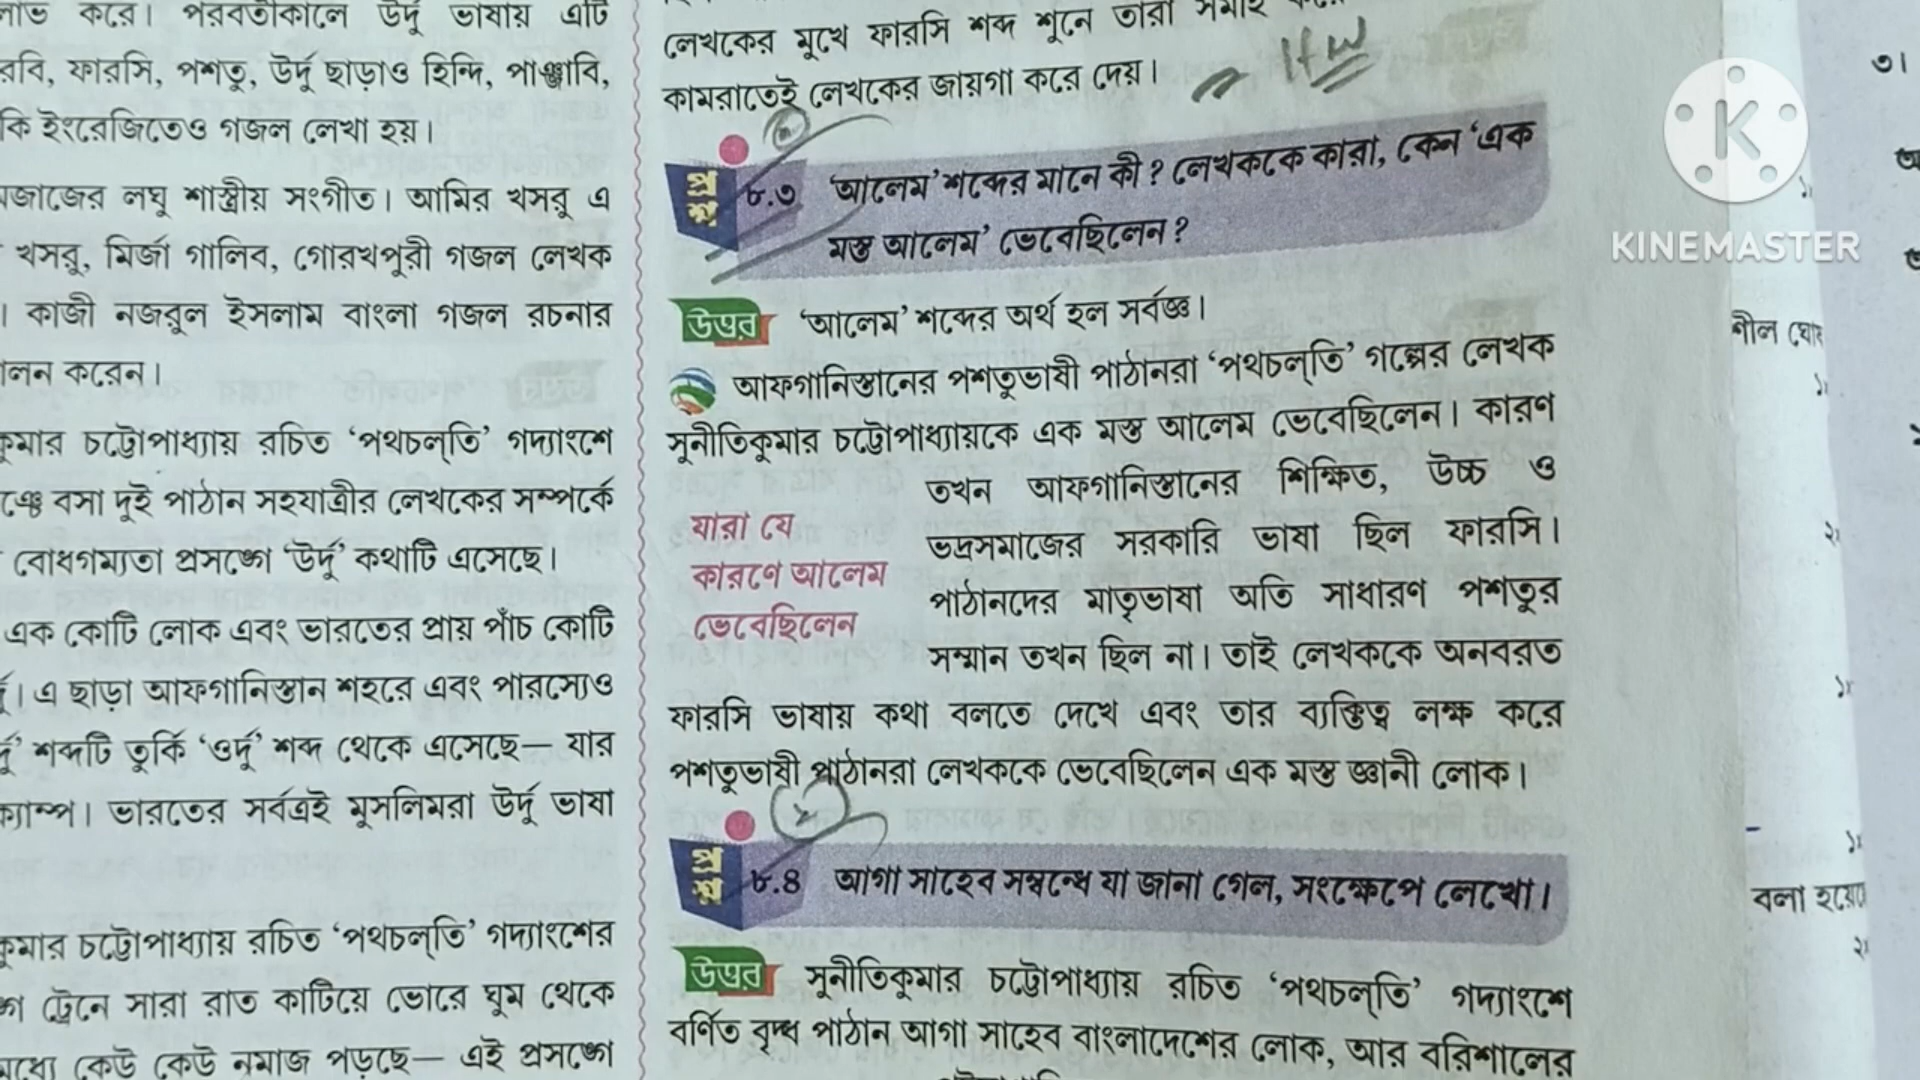 লাভ করে। পরবর্তীকালে উর্দু ভাষায় এটি
রবি, ফারসি, পশতু, উর্দু ছাড়াও হিন্দি, পাঞ্জাবি,
কি ইংরেজিতেও গজল লেখা হয়।
মজাজের লঘু শাস্ত্রীয় সংগীত। আমির খসরু এ
খসরু, মির্জা গালিব, গোরখপুরী গজল লেখক
। কাজী নজরুল ইসলাম বাংলা গজল রচনার
লন করেন।
কুমার চট্টোপাধ্যায় রচিত ‘পথচল্‌তি’ গদ্যাংশে
ঞ্চে বসা দুই পাঠান সহযাত্রীর লেখকের সম্পর্কে
বোধগম্যতা প্রসঙ্গে ‘উর্দু’ কথাটি এসেছে।
এক কোটি লোক এবং ভারতের প্রায় পাঁচ কোটি
। এ ছাড়া আফগানিস্তান শহরে এবং পারস্যেও
শব্দটি তুর্কি ‘ওর্দু’ শব্দ থেকে এসেছে— যার
ক্যাম্প। ভারতের সর্বত্রই মুসলিমরা উর্দু ভাষা
কুমার চট্টোপাধ্যায় রচিত ‘পথচল্‌তি’ গদ্যাংশের
ট্রেনে সারা রাত কাটিয়ে ভোরে ঘুম থেকে
মধ্যে কেউ কেউ নমাজ পড়ছে— এই প্রসঙ্গে
লেখকের মুখে ফারসি শব্দ শুনে তারা সমীহ করে
কামরাতেই লেখকের জায়গা করে দেয়।
HW
প্রশ্ন ৮.৩ ‘আলেম’ শব্দের মানে কী? লেখককে কারা, কেন ‘এক
মস্ত আলেম’ ভেবেছিলেন?
উত্তর ‘আলেম’ শব্দের অর্থ হল সর্বজ্ঞ।
আফগানিস্তানের পশতুভাষী পাঠানরা ‘পথচল্‌তি’ গল্পের লেখক
সুনীতিকুমার চট্টোপাধ্যায়কে এক মস্ত আলেম ভেবেছিলেন। কারণ
তখন আফগানিস্তানের শিক্ষিত, উচ্চ ও
ভদ্রসমাজের সরকারি ভাষা ছিল ফারসি।
পাঠানদের মাতৃভাষা অতি সাধারণ পশতুর
সম্মান তখন ছিল না। তাই লেখককে অনবরত
যারা যে
কারণে আলেম
ভেবেছিলেন
ফারসি ভাষায় কথা বলতে দেখে এবং তার ব্যক্তিত্ব লক্ষ করে
পশতুভাষী পাঠানরা লেখককে ভেবেছিলেন এক মস্ত জ্ঞানী লোক।
প্রশ্ন ৮.৪ আগা সাহেব সম্বন্ধে যা জানা গেল, সংক্ষেপে লেখো।
উত্তর সুনীতিকুমার চট্টোপাধ্যায় রচিত ‘পথচল্‌তি’ গদ্যাংশে
বর্ণিত বৃদ্ধ পাঠান আগা সাহেব বাংলাদেশের লোক, আর বরিশালের
K
KINEMASTER
৩।
শীল ঘোষ
বলা হয়েছে